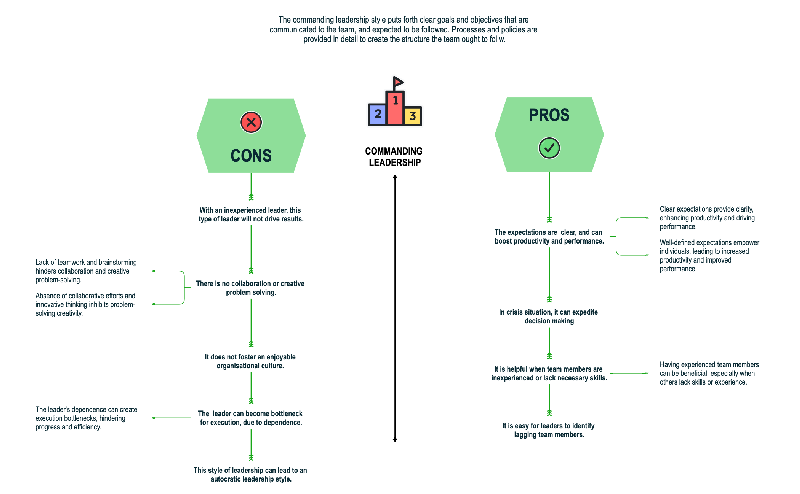 The commanding leadership style puts forth clear goals and objectives that are
communicated to the team, and expected to be followed. Processes and policies are
provided in detail to create the structure the team ought to follw.
CONS
2
1
3
COMMANDING
LEADERSHIP
PROS
With an inexperienced leader, this
type of leader will not drive results.
Lack of teamwork and brainstorming
hinders collaboration and creative
problem-solving.
Absence of collaborative efforts and
innovative thinking inhibits problem-
solving creativity.
There is no collaboration or creative
problem solving.
It does not foster an enjoyable
organisational culture.
The leader's dependence can create
execution bottlenecks, hindering
progress and efficiency.
The leader can become bottleneck
for execution, due to dependence.
This style of leadership can lead to an
autocratic leadership style.
The expectations are clear, and can
boost productivity and performance.
Clear expectations provide clarity,
enhancing productivity and driving
performance
Well-defined expectations empower
individuals, leading to increased
productivity and improved
performance.
In crisis situation, it can expedite
decision making
It is helpful when team members are
inexperienced or lack necessary skills.
Having experienced team members
can be beneficial, especially when
others lack skills or experience.
It is easy for leaders to identify
lagging team members.